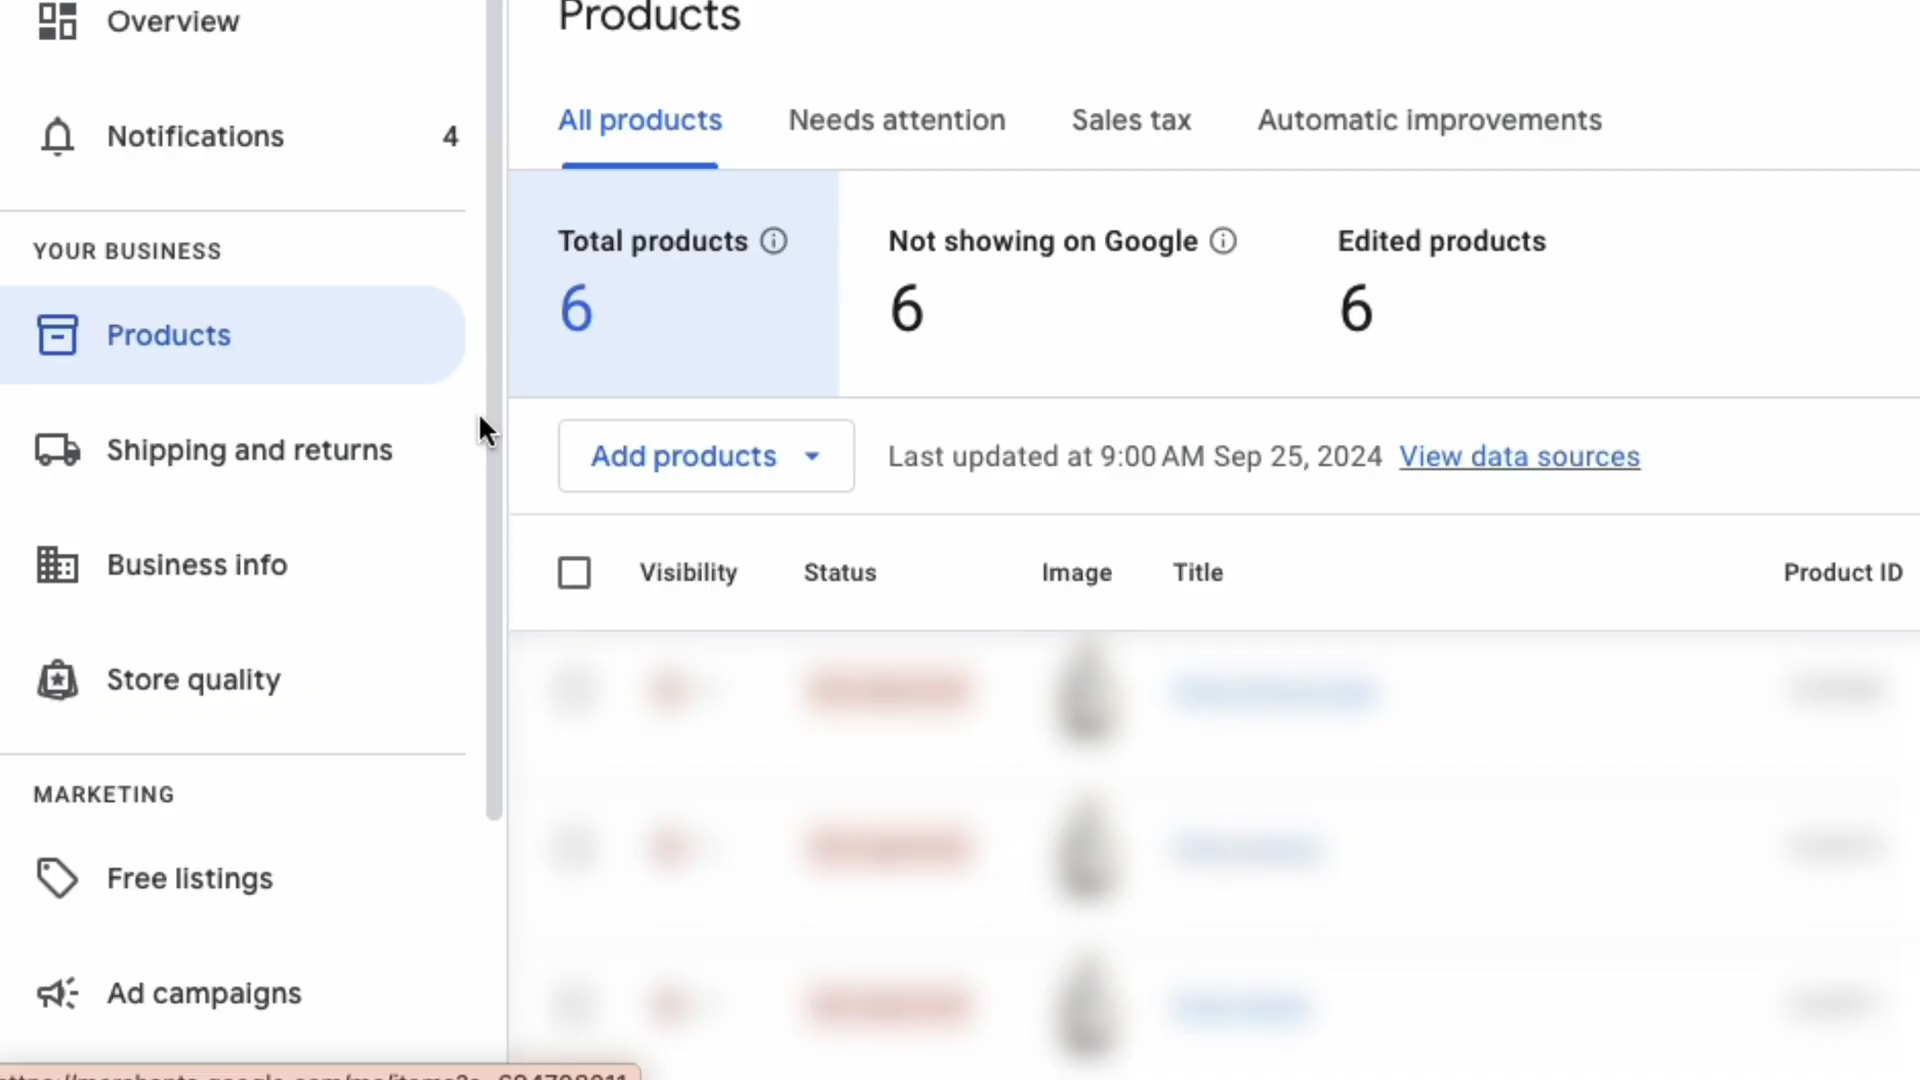 Overview
Notifications 4
YOUR BUSINESS
Products
Shipping and returns
Business info
Store quality
MARKETING
Free listings
Ad campaigns
Products
All products Needs attention Sales tax Automatic improvements
Total products Not showing on Google Edited products
6 6 6
Add products Last updated at 9:00 AM Sep 25, 2024 View data sources
Visibility Status Image Title Product ID